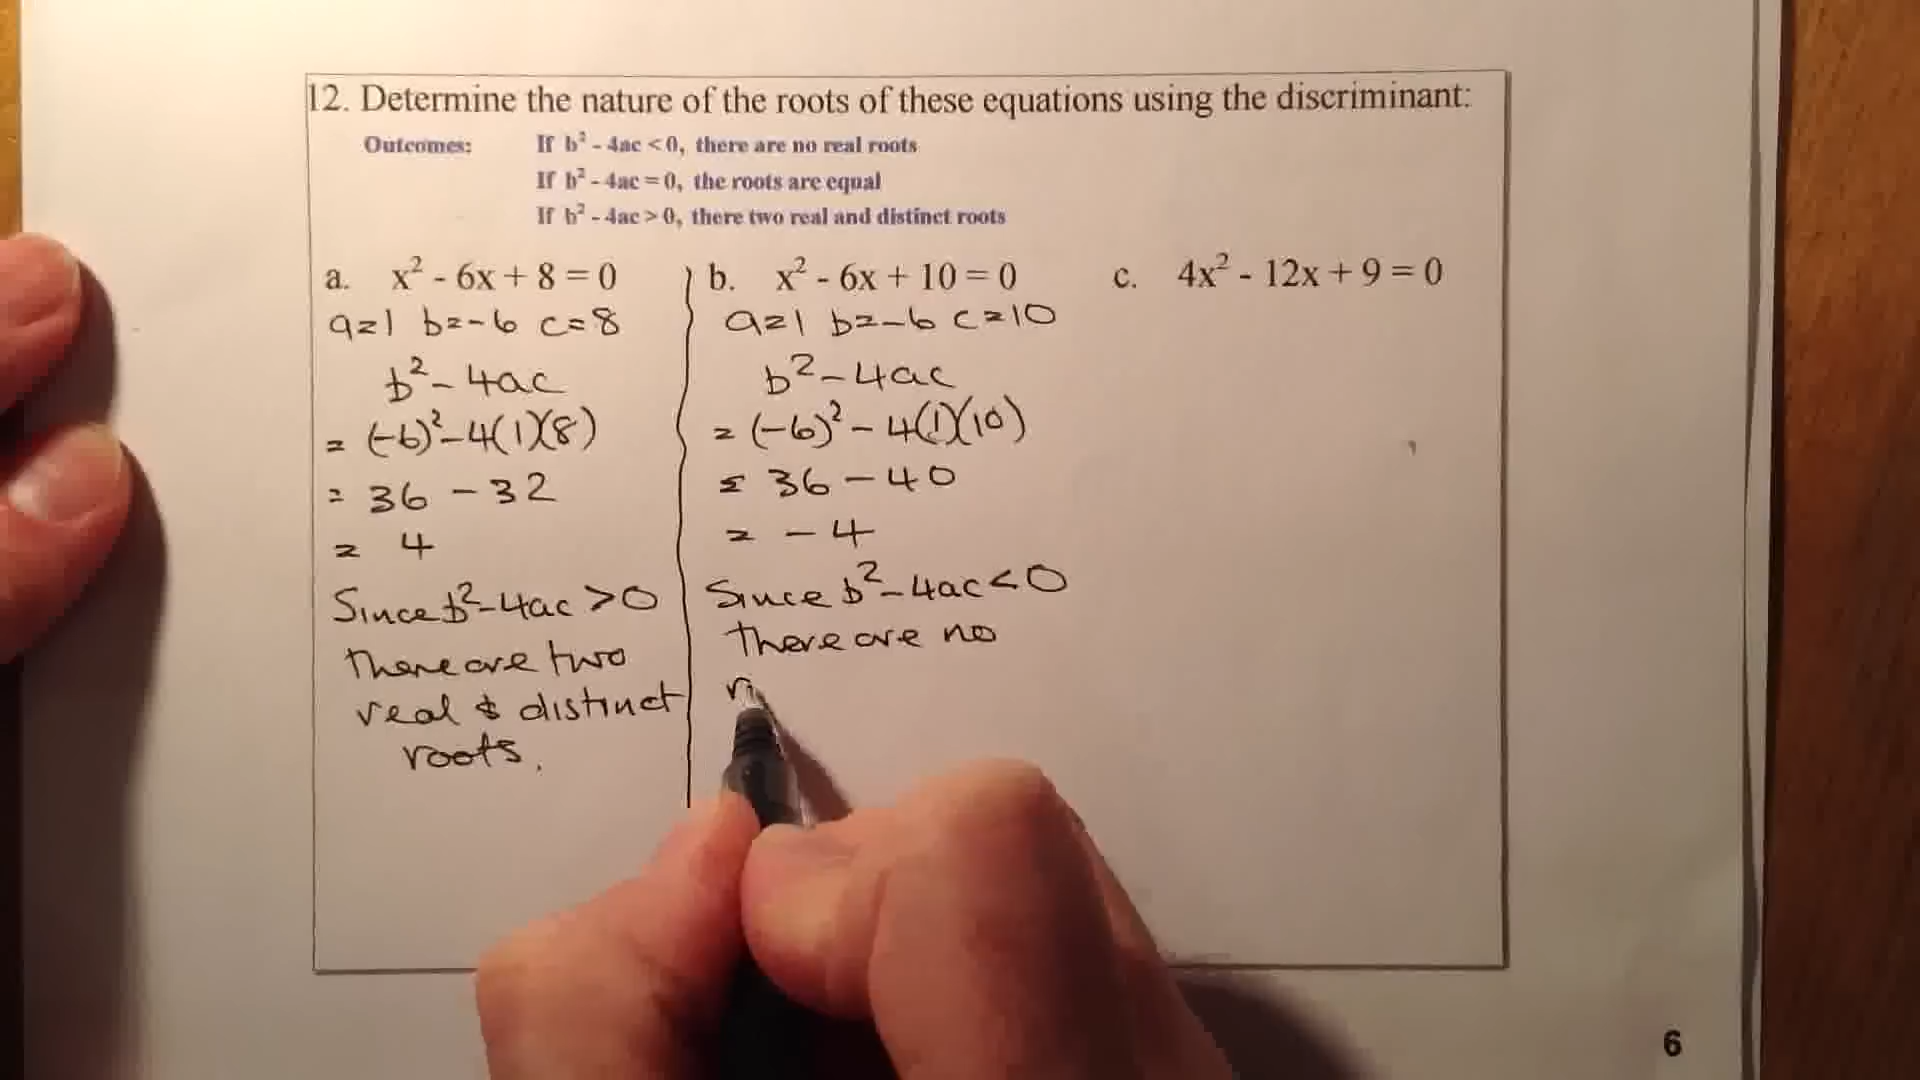 12. Determine the nature of the roots of these equations using the discriminant:
Outcomes: If b² - 4ac < 0, there are no real roots
If b² - 4ac = 0, the roots are equal
If b² - 4ac > 0, there two real and distinct roots
a. x² - 6x + 8 = 0
a=1 b=-6 c=8
b² - 4ac
= (-6)² - 4(1)(8)
= 36 - 32
= 4
Since b² - 4ac > 0
there are two
real & distinct
roots.
b. x² - 6x + 10 = 0
a=1 b=-6 c=10
b² - 4ac
= (-6)² - 4(1)(10)
= 36 - 40
= - 4
Since b² - 4ac < 0
there are no
r
c. 4x² - 12x + 9 = 0
6